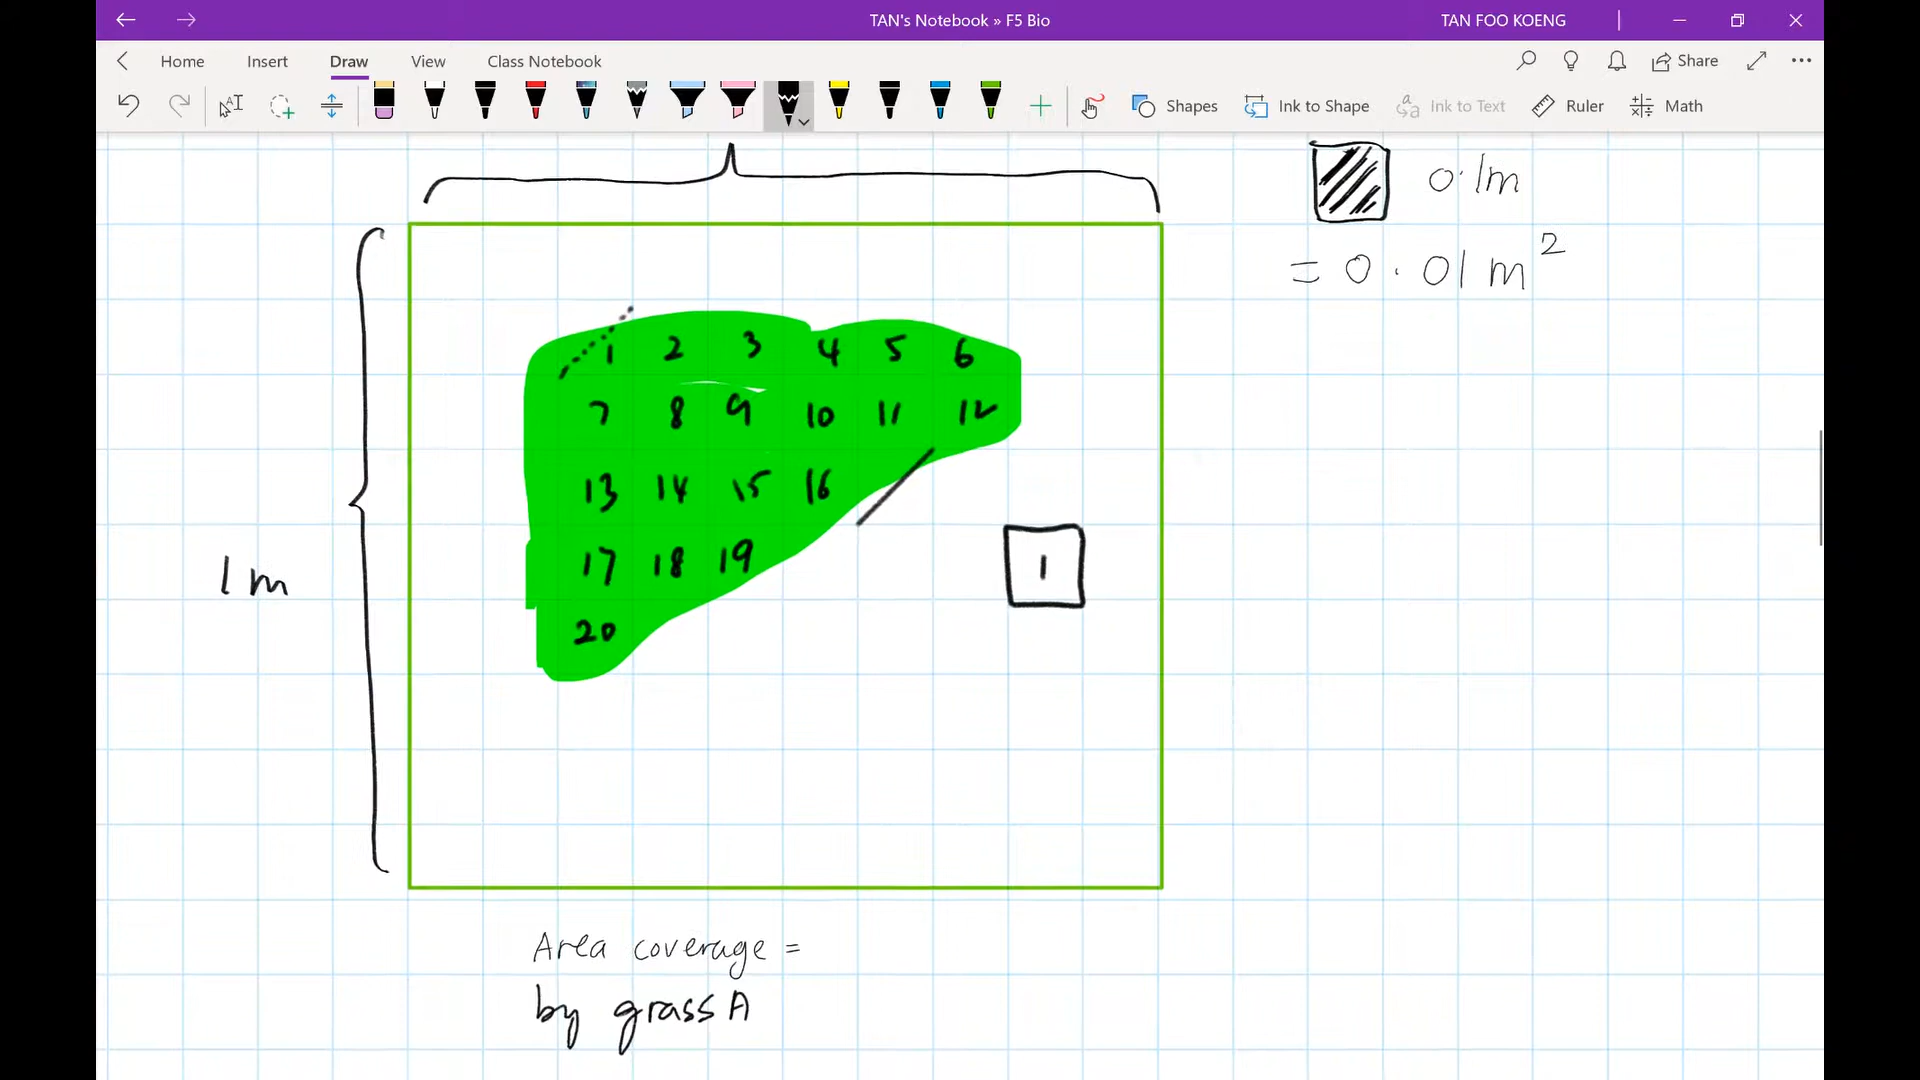 TAN's Notebook » F5 Bio
TAN FOO KOENG
Home Insert Draw View Class Notebook
Share
Shapes Ink to Shape Ink to Text Ruler Math
0.1m
= 0.01 m²
1 2 3 4 5 6
7 8 9 10 11 12
13 14 15 16
17 18 19
20
1
1 m
Area coverage =
by grass A